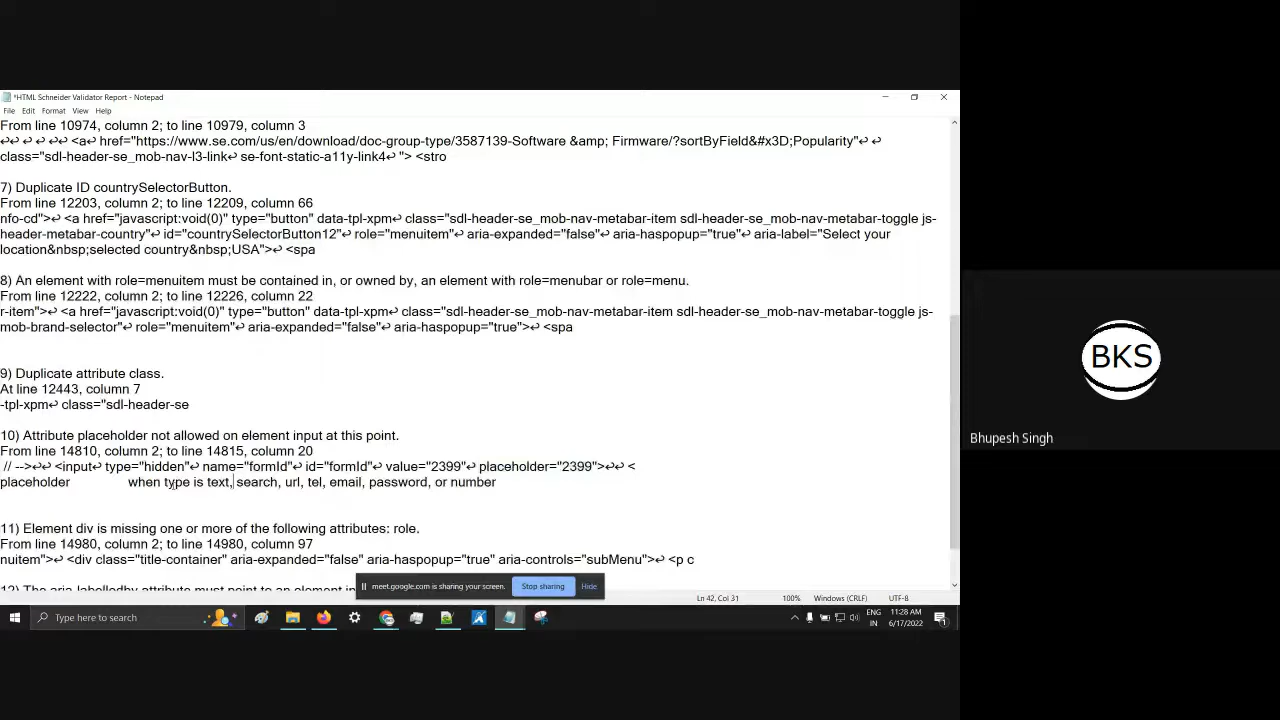 *HTML Schneider Validator Report - Notepad
File Edit Format View Help
From line 10974, column 2; to line 10979, column 3
↩↩ ↩ ↩ ↩↩ <a↩ href="https://www.se.com/us/en/download/doc-group-type/3587139-Software &amp; Firmware/?sortByField&#x3D;Popularity"↩ ↩
class="sdl-header-se_mob-nav-l3-link↩ se-font-static-a11y-link4↩ "> <stro
7) Duplicate ID countrySelectorButton.
From line 12203, column 2; to line 12209, column 66
nfo-cd">↩ <a href="javascript:void(0)" type="button" data-tpl-xpm↩ class="sdl-header-se_mob-nav-metabar-item sdl-header-se_mob-nav-metabar-toggle js-
header-metabar-country"↩ id="countrySelectorButton12"↩ role="menuitem"↩ aria-expanded="false"↩ aria-haspopup="true"↩ aria-label="Select your
location&nbsp;selected country&nbsp;USA">↩ <spa
8) An element with role=menuitem must be contained in, or owned by, an element with role=menubar or role=menu.
From line 12222, column 2; to line 12226, column 22
r-item">↩ <a href="javascript:void(0)" type="button" data-tpl-xpm↩ class="sdl-header-se_mob-nav-metabar-item sdl-header-se_mob-nav-metabar-toggle js-
mob-brand-selector"↩ role="menuitem"↩ aria-expanded="false"↩ aria-haspopup="true">↩ <spa
9) Duplicate attribute class.
At line 12443, column 7
-tpl-xpm↩ class="sdl-header-se
10) Attribute placeholder not allowed on element input at this point.
From line 14810, column 2; to line 14815, column 20
// -->↩↩ <input↩ type="hidden"↩ name="formId"↩ id="formId"↩ value="2399"↩ placeholder="2399">↩↩ <
placeholder when type is text, search, url, tel, email, password, or number
11) Element div is missing one or more of the following attributes: role.
From line 14980, column 2; to line 14980, column 97
nuitem">↩ <div class="title-container" aria-expanded="false" aria-haspopup="true" aria-controls="subMenu">↩ <p c
12) The aria-labelledby attribute must point to an element in
meet.google.com is sharing your screen. Stop sharing Hide
Ln 42, Col 31 100% Windows (CRLF) UTF-8
Type here to search
ENG
IN
11:28 AM
6/17/2022
1
BKS
Bhupesh Singh